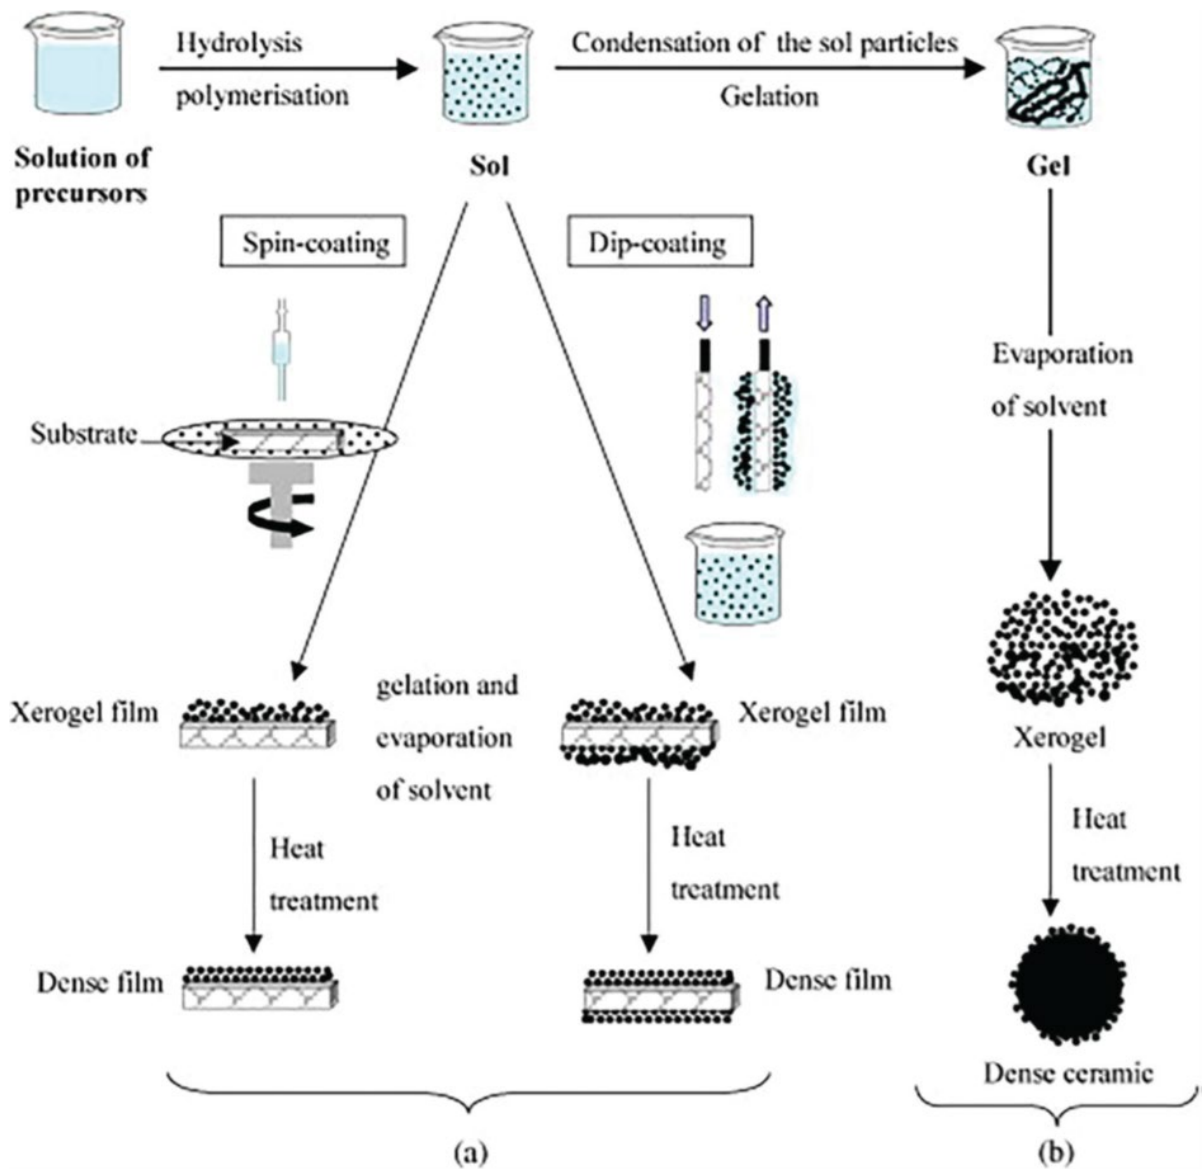 Hydrolysis
polymerisation
Condensation of the sol particles
Gelation
Solution of
precursors
Sol
Gel
Spin-coating
Dip-coating
Substrate
Evaporation
of solvent
Xerogel film
gelation and
evaporation
of solvent
Xerogel film
Xerogel
Heat
treatment
Heat
treatment
Heat
treatment
Dense film
Dense film
Dense ceramic
(a)
(b)